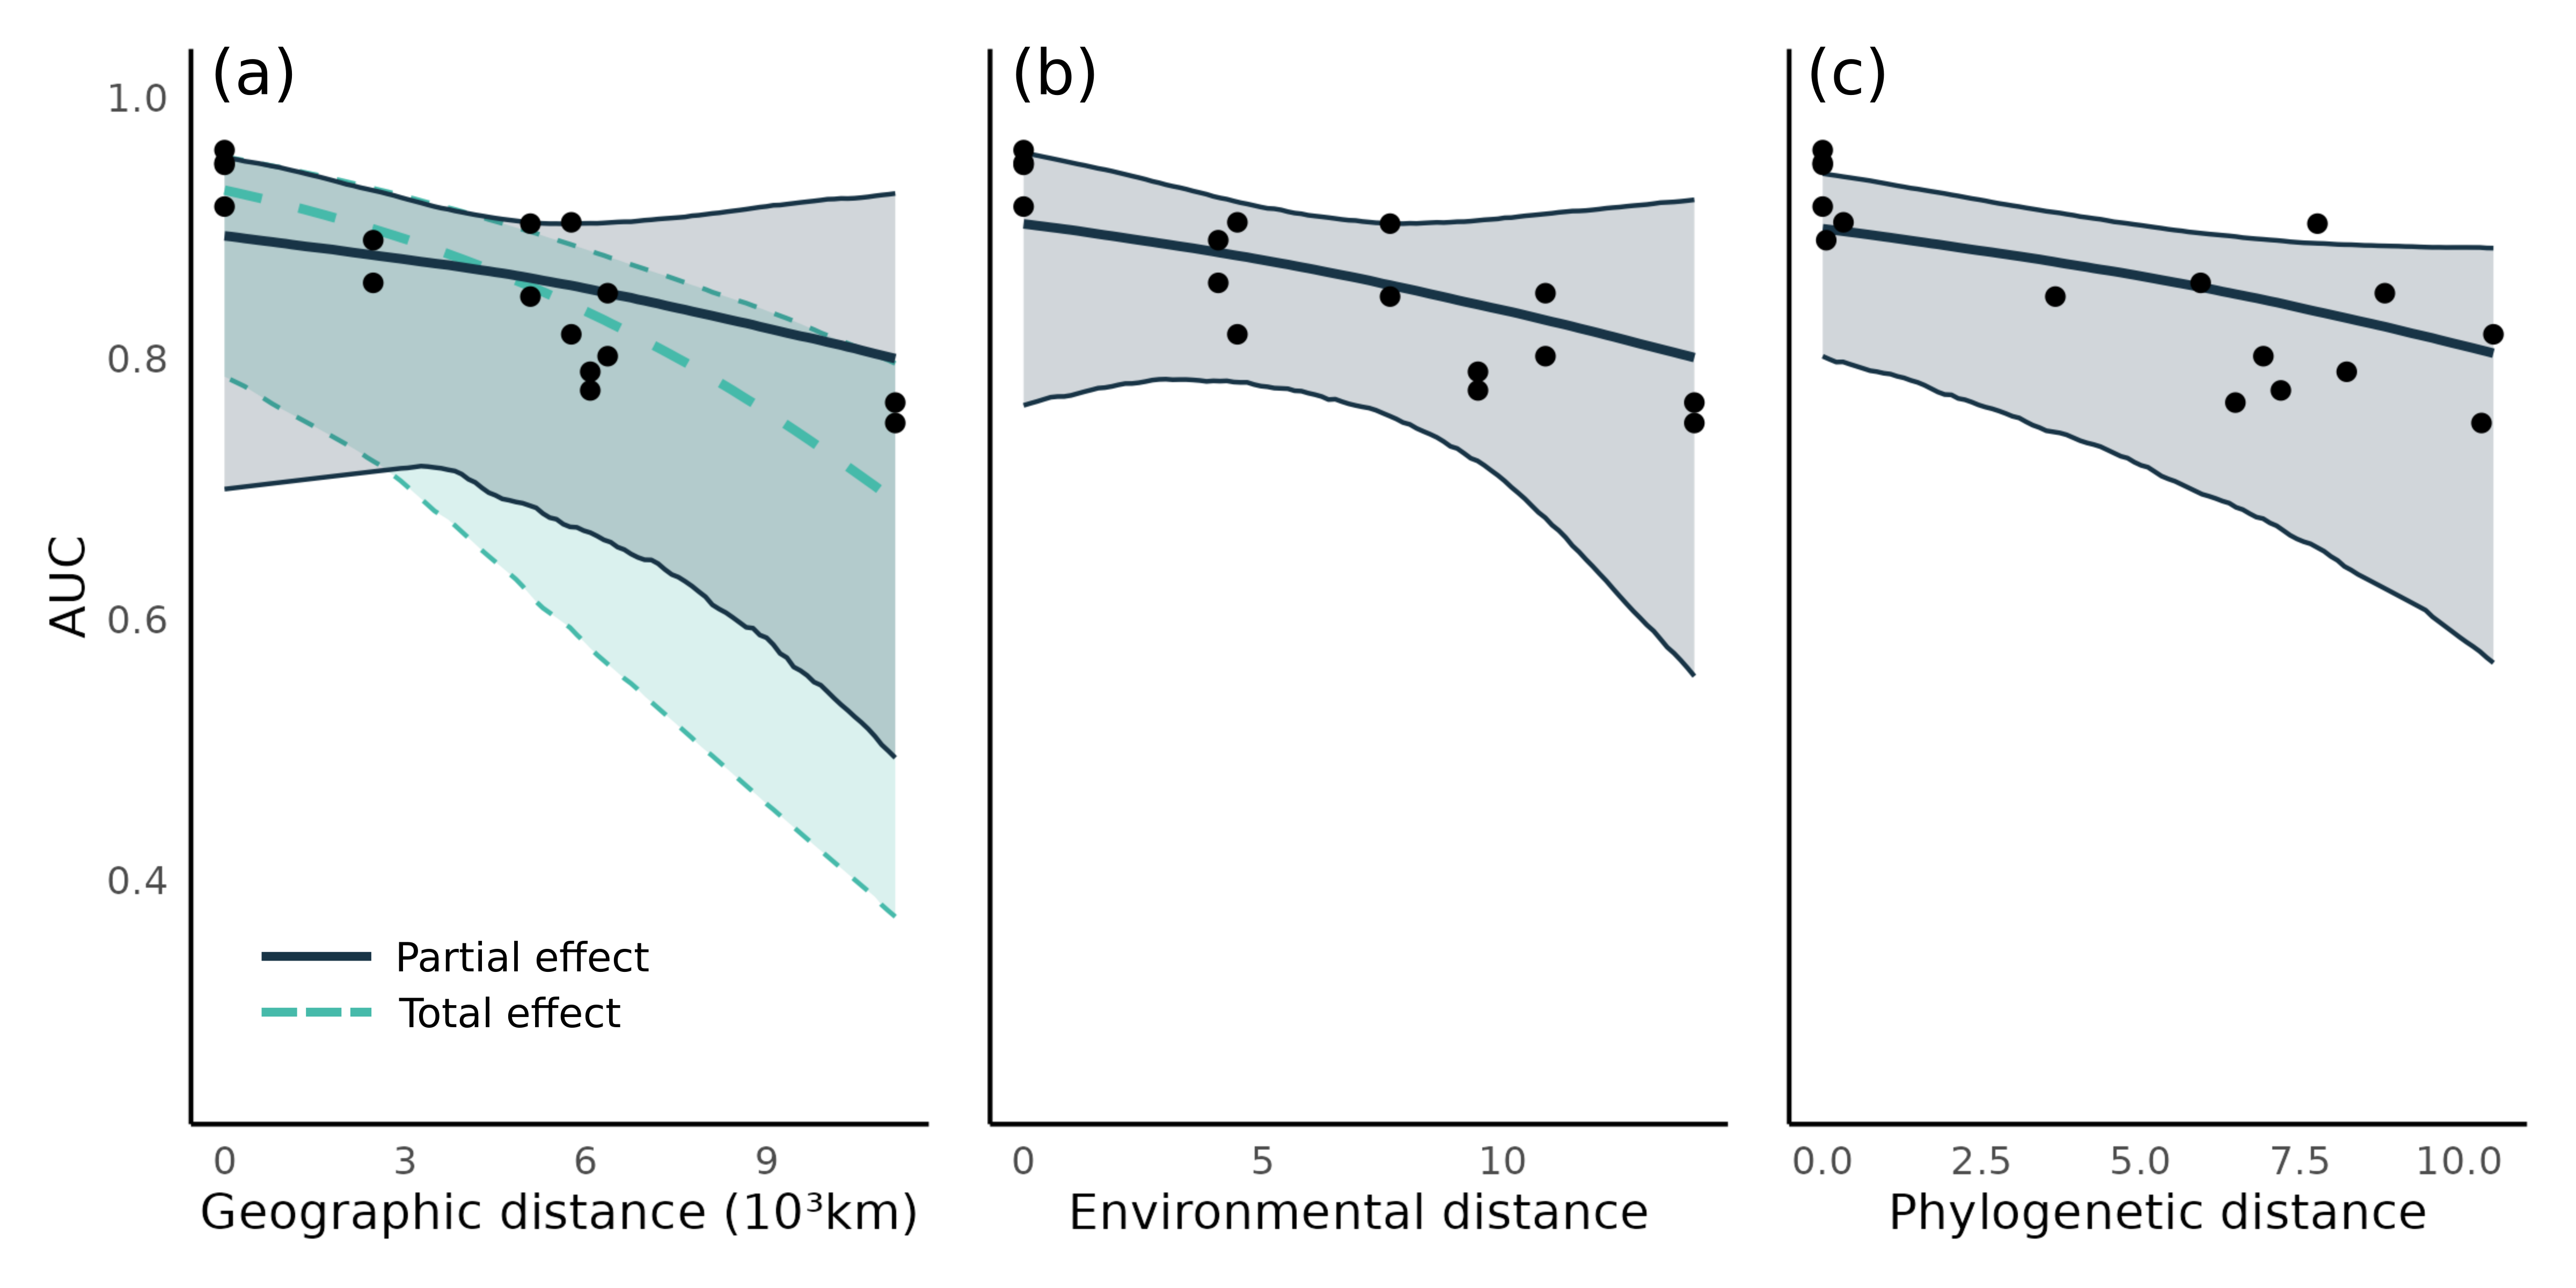 (a) (b) (c)
1.0
0.8
0.6
0.4
AUC
Partial effect
Total effect
0 3 6 9 0 5 10 0.0 2.5 5.0 7.5 10.0
Geographic distance (10³km) Environmental distance Phylogenetic distance